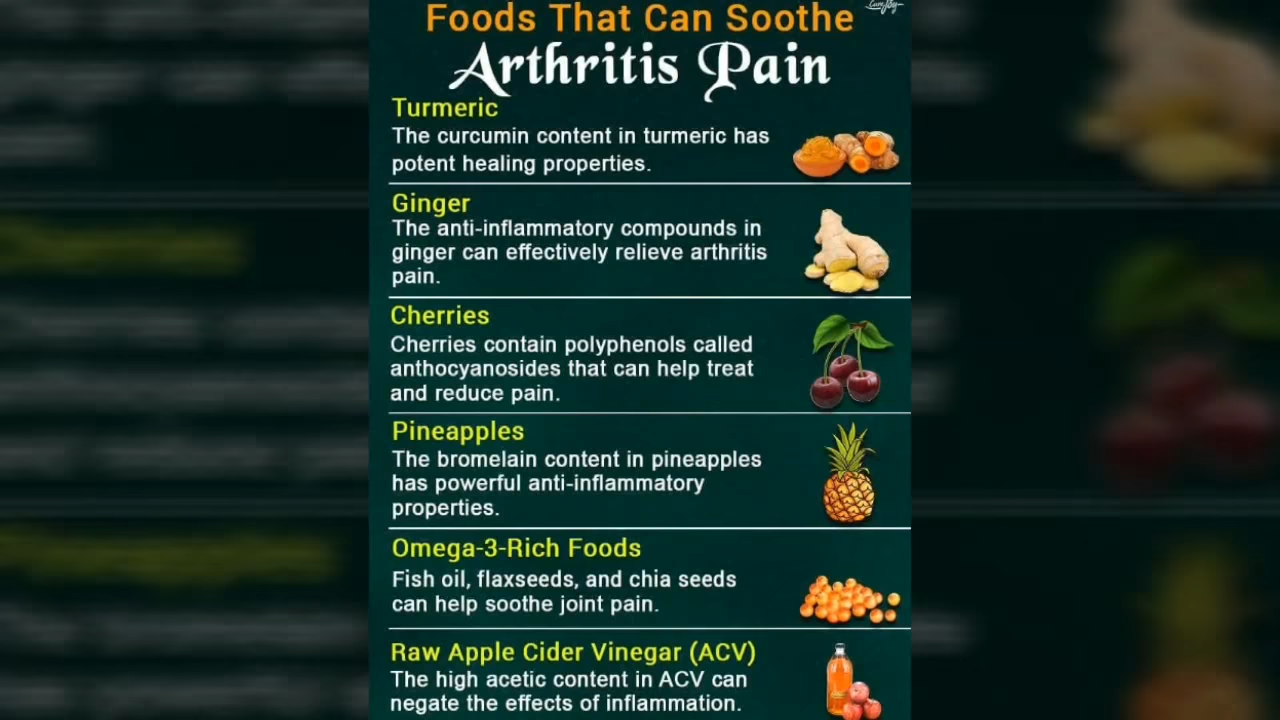 Foods That Can Soothe
Arthritis Pain
Turmeric
The curcumin content in turmeric has
potent healing properties.
Ginger
The anti-inflammatory compounds in
ginger can effectively relieve arthritis
pain.
Cherries
Cherries contain polyphenols called
anthocyanosides that can help treat
and reduce pain.
Pineapples
The bromelain content in pineapples
has powerful anti-inflammatory
properties.
Omega-3-Rich Foods
Fish oil, flaxseeds, and chia seeds
can help soothe joint pain.
Raw Apple Cider Vinegar (ACV)
The high acetic content in ACV can
negate the effects of inflammation.